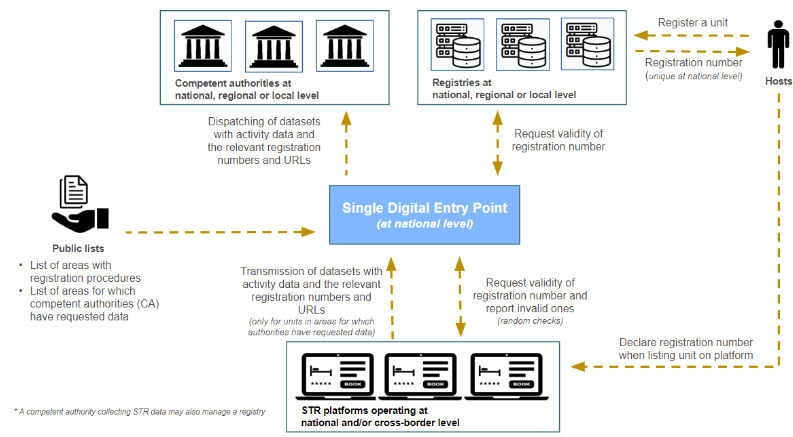 Register a unit
Registration number
(unique at national level)
Hosts
Competent authorities at
national, regional or local level
Registries at
national, regional or local level
Dispatching of datasets
with activity data and
the relevant registration
numbers and URLs
Request validity of
registration number
Single Digital Entry Point
(at national level)
Public lists
• List of areas with
registration procedures
• List of areas for which
competent authorities (CA)
have requested data
Transmission of datasets with
activity data and the relevant
registration numbers and
URLs
(only for units in areas for which
authorities have requested data)
Request validity of
registration number and
report invalid ones
(random checks)
Declare registration number
when listing unit on platform
BOOK
BOOK
BOOK
STR platforms operating at
national and/or cross-border level
* A competent authority collecting STR data may also manage a registry